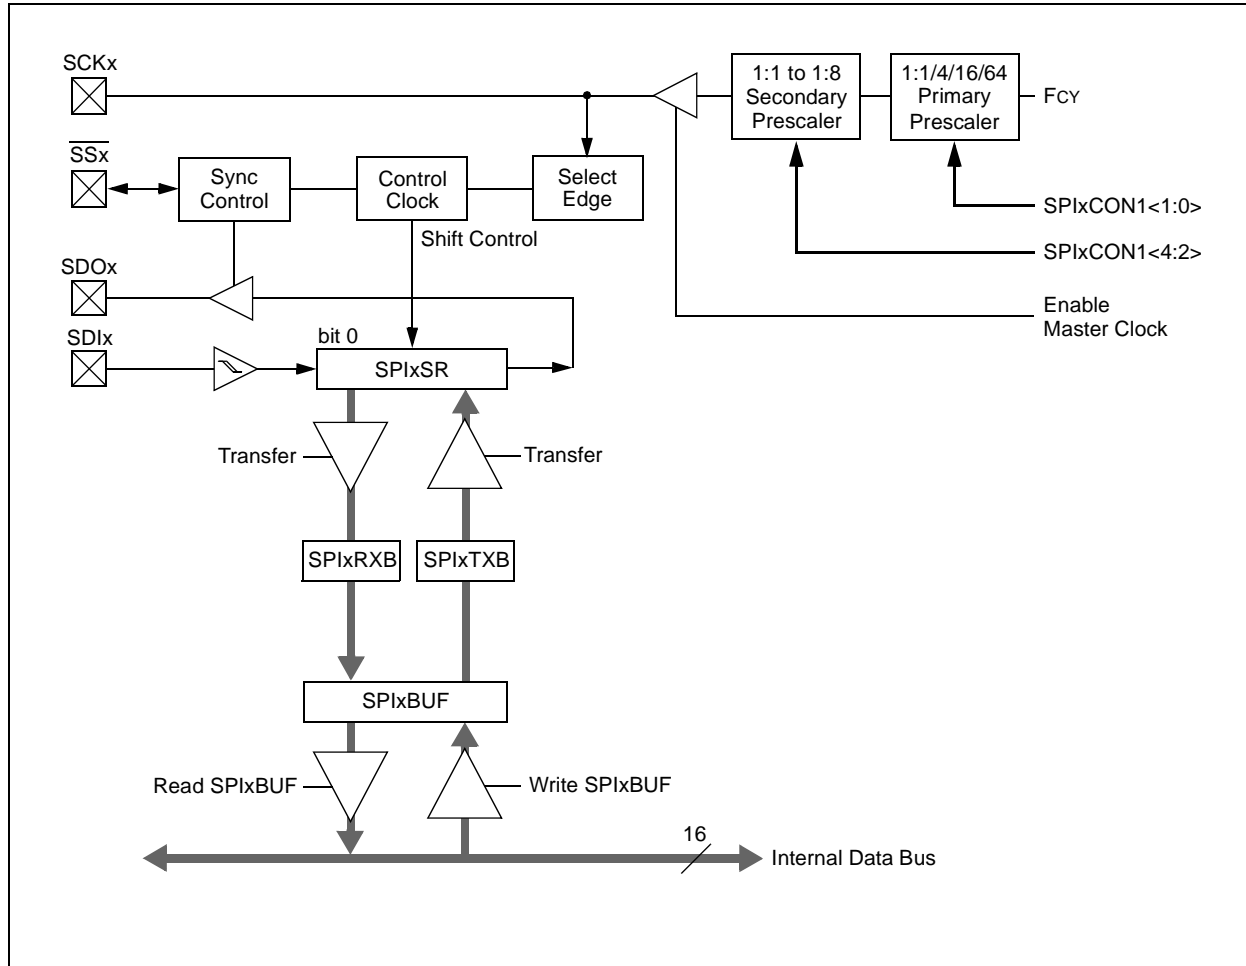 SCKx
1:1 to 1:8
Secondary
Prescaler
1:1/4/16/64
Primary
Prescaler
FCY
SSx
Sync
Control
Control
Clock
Select
Edge
SPIxCON1<1:0>
Shift Control
SPIxCON1<4:2>
SDOx
Enable
Master Clock
SDIx
bit 0
SPIxSR
Transfer
Transfer
SPIxRXB
SPIxTXB
SPIxBUF
Read SPIxBUF
Write SPIxBUF
16
Internal Data Bus